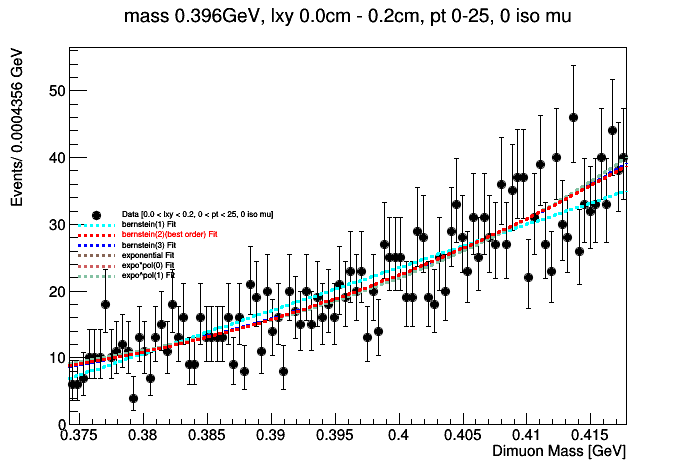 mass 0.396GeV, lxy 0.0cm - 0.2cm, pt 0-25, 0 iso mu
Events/ 0.0004356 GeV
50
40
30
20
10
0
Data [0.0 < lxy < 0.2, 0 < pt < 25, 0 iso mu]
bernstein(1) Fit
bernstein(2)(best order) Fit
bernstein(3) Fit
exponential Fit
expo*pol(0) Fit
expo*pol(1) Fit
0.375 0.38 0.385 0.39 0.395 0.4 0.405 0.41 0.415
Dimuon Mass [GeV]